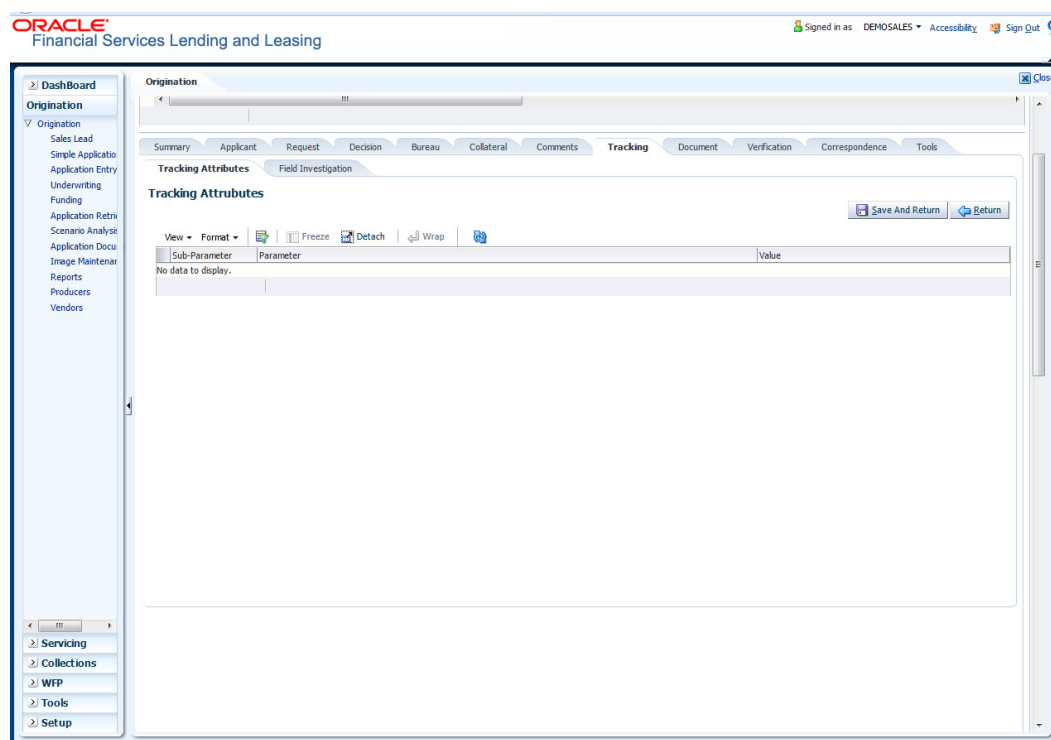 ORACLE
Financial Services Lending and Leasing
Signed in as DEMOSALES Accessibility Sign Out
DashBoard
Origination
Origination
Sales Lead
Simple Applicatio
Application Entry
Underwriting
Funding
Application Retri
Scenario Analysis
Application Docu
Image Maintenan
Reports
Producers
Vendors
Servicing
Collections
WFP
Tools
Setup
Origination
Clos
Summary Applicant Request Decision Bureau Collateral Comments Tracking Document Verification Correspondence Tools
Tracking Attributes Field Investigation
Tracking Attrubutes
Save And Return Return
View Format Freeze Detach Wrap
Sub-Parameter Parameter Value
No data to display.